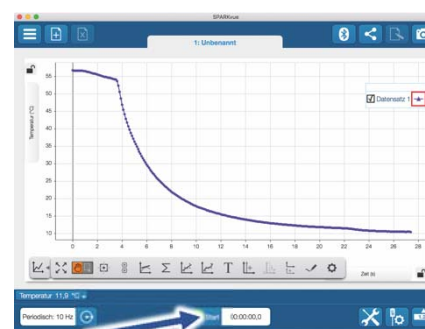 SPARKvue
1: Unbenannt
Datensatz 1
Temperatur (°C)
55
50
45
40
35
30
25
20
15
10
0 2 4 6 8 10 12 14 16 18 20 22 24 26 28
Zeit (s)
Temperatur 11,9 °C
Periodisch: 10 Hz
Start
00:00:00,0